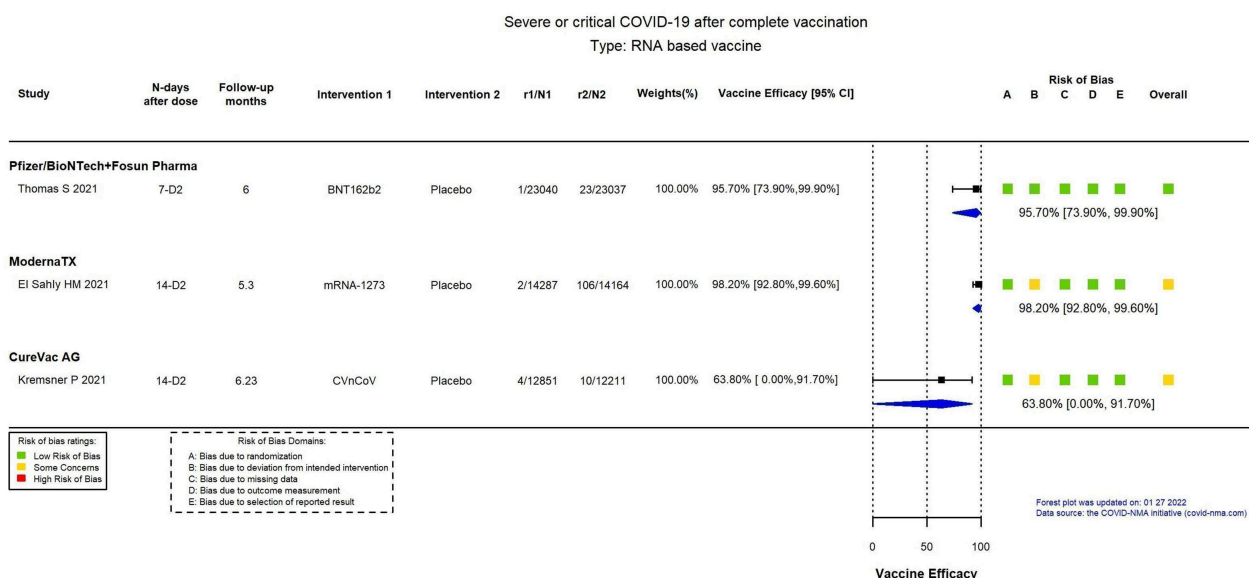 Severe or critical COVID-19 after complete vaccination
Type: RNA based vaccine
Study N-days after dose Follow-up months Intervention 1 Intervention 2 r1/N1 r2/N2 Weights(%) Vaccine Efficacy [95% CI] Risk of Bias A B C D E Overall
Pfizer/BioNTech+Fosun Pharma
Thomas S 2021 7-D2 6 BNT162b2 Placebo 1/23040 23/23037 100.00% 95.70% [73.90%,99.90%]
95.70% [73.90%, 99.90%]
ModernaTX
El Sahly HM 2021 14-D2 5.3 mRNA-1273 Placebo 2/14287 106/14164 100.00% 98.20% [92.80%,99.60%]
98.20% [92.80%, 99.60%]
CureVac AG
Kremsner P 2021 14-D2 6.23 CVnCoV Placebo 4/12851 10/12211 100.00% 63.80% [ 0.00%,91.70%]
63.80% [0.00%, 91.70%]
Risk of bias ratings:
Low Risk of Bias
Some Concerns
High Risk of Bias
Risk of Bias Domains:
A: Bias due to randomization
B: Bias due to deviation from intended intervention
C: Bias due to missing data
D: Bias due to outcome measurement
E: Bias due to selection of reported result
Forest plot was updated on: 01 27 2022
Data source: the COVID-NMA initiative (covid-nma.com)
0 50 100
Vaccine Efficacy